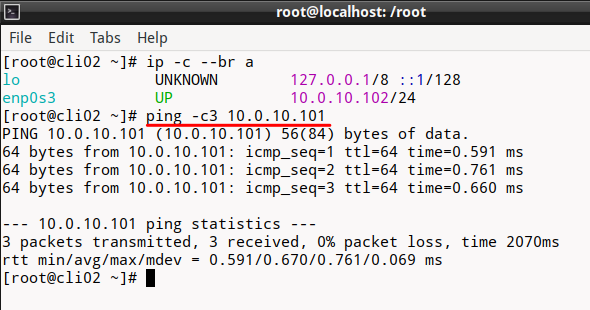 root@localhost: /root
File Edit Tabs Help
[root@cli02 ~]# ip -c --br a
lo               UNKNOWN        127.0.0.1/8 ::1/128
enp0s3           UP             10.0.10.102/24
[root@cli02 ~]# ping -c3 10.0.10.101
PING 10.0.10.101 (10.0.10.101) 56(84) bytes of data.
64 bytes from 10.0.10.101: icmp_seq=1 ttl=64 time=0.591 ms
64 bytes from 10.0.10.101: icmp_seq=2 ttl=64 time=0.761 ms
64 bytes from 10.0.10.101: icmp_seq=3 ttl=64 time=0.660 ms
--- 10.0.10.101 ping statistics ---
3 packets transmitted, 3 received, 0% packet loss, time 2070ms
rtt min/avg/max/mdev = 0.591/0.670/0.761/0.069 ms
[root@cli02 ~]#